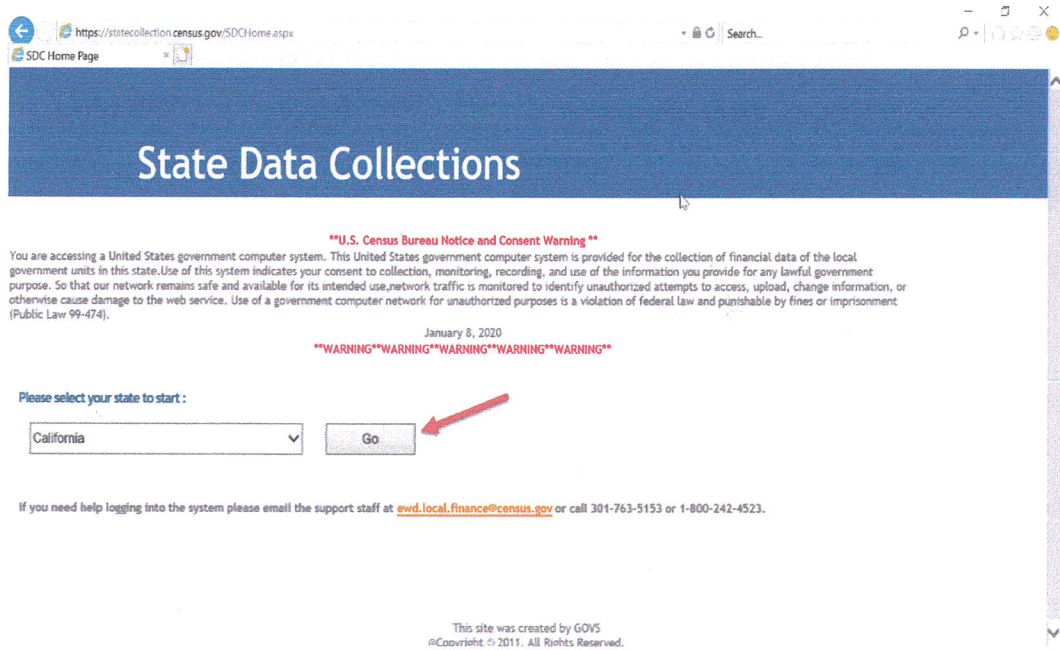 https://statecollection.census.gov/SDCHome.aspx
Search...
SDC Home Page
State Data Collections
**U.S. Census Bureau Notice and Consent Warning **
You are accessing a United States government computer system. This United States government computer system is provided for the collection of financial data of the local
government units in this state.Use of this system indicates your consent to collection, monitoring, recording, and use of the information you provide for any lawful government
purpose. So that our network remains safe and available for its intended use,network traffic is monitored to identify unauthorized attempts to access, upload, change information, or
otherwise cause damage to the web service. Use of a government computer network for unauthorized purposes is a violation of federal law and punishable by fines or imprisonment
(Public Law 99-474).
January 8, 2020
**WARNING**WARNING**WARNING**WARNING**WARNING**
Please select your state to start :
California
Go
If you need help logging into the system please email the support staff at ewd.local.finance@census.gov or call 301-763-5153 or 1-800-242-4523.
This site was created by GOVS
©Copyright © 2011. All Rights Reserved.